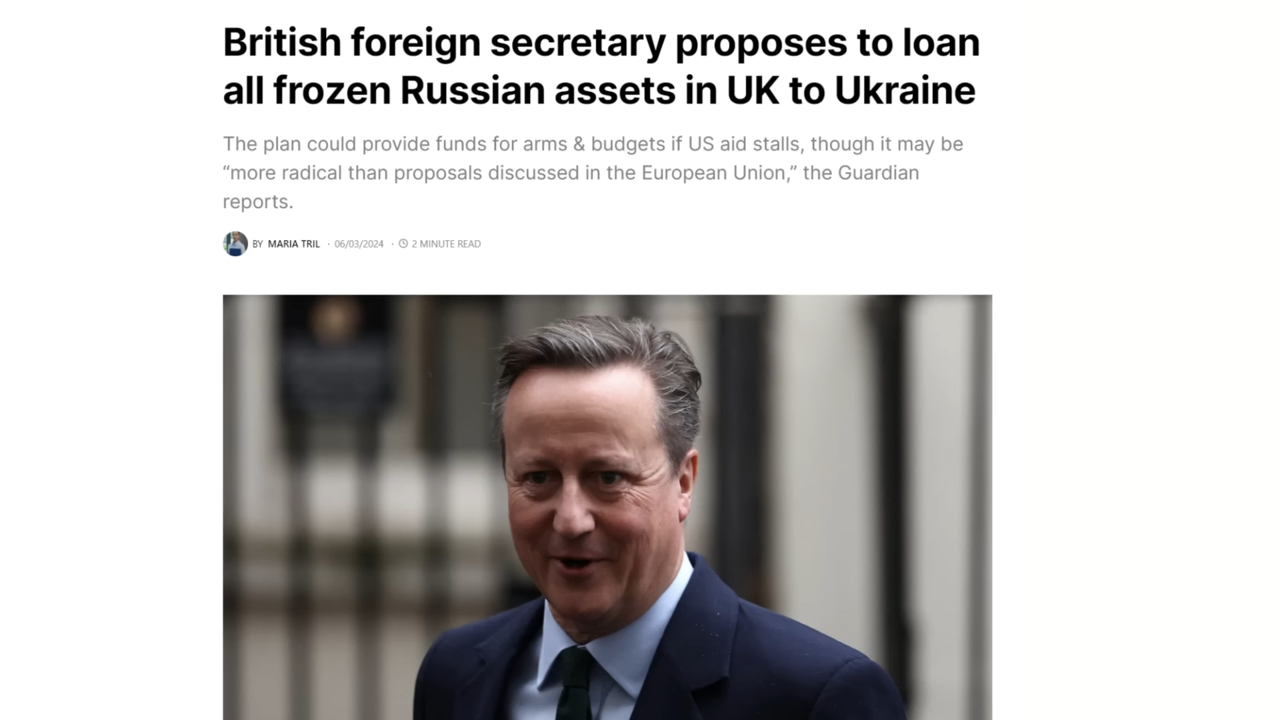 British foreign secretary proposes to loan
all frozen Russian assets in UK to Ukraine
The plan could provide funds for arms & budgets if US aid stalls, though it may be
“more radical than proposals discussed in the European Union,” the Guardian
reports.
BY MARIA TRIL · 06/03/2024 · 2 MINUTE READ